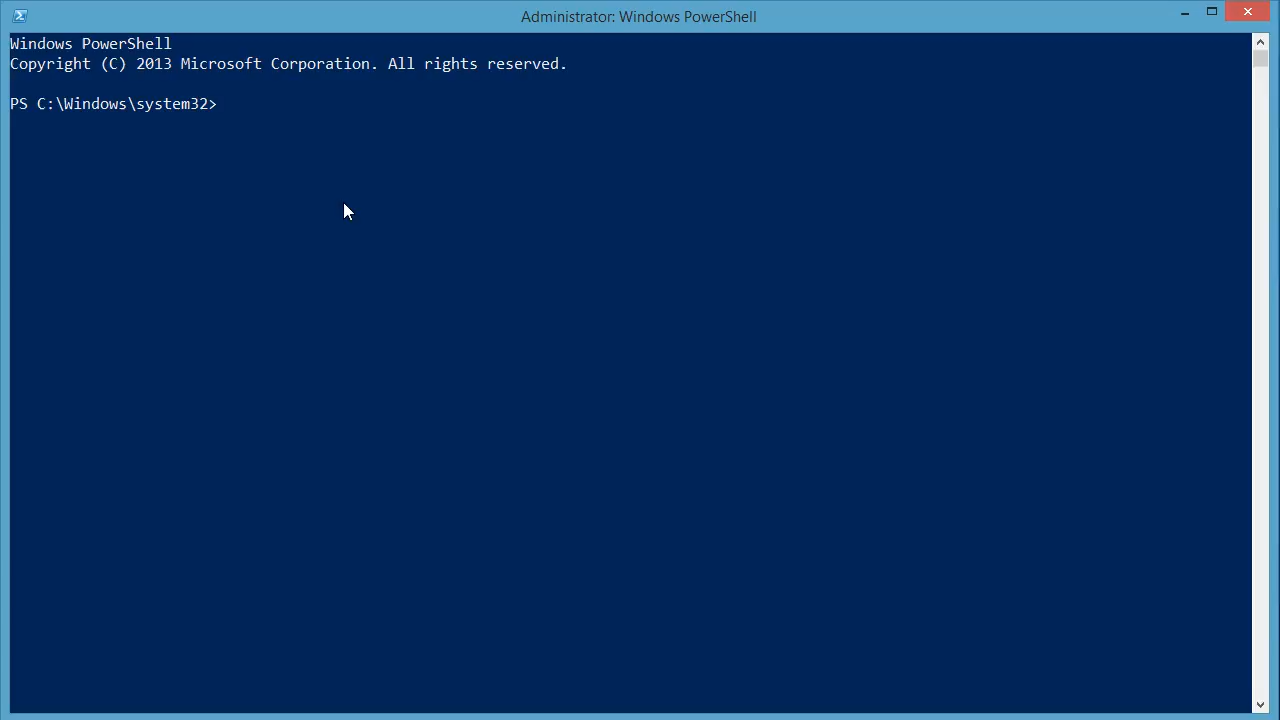 Administrator: Windows PowerShell
Windows PowerShell
Copyright (C) 2013 Microsoft Corporation. All rights reserved.
PS C:\Windows\system32>